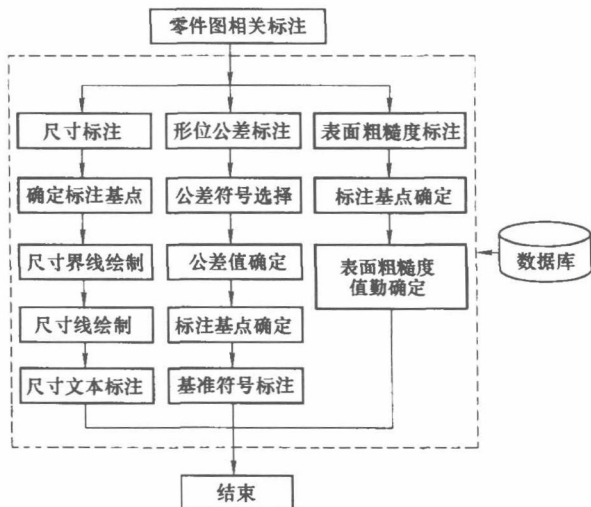 零件图相关标注
尺寸标注
形位公差标注
表面粗糙度标注
确定标注基点
公差符号选择
标注基点确定
尺寸界线绘制
公差值确定
表面粗糙度
值勤确定
数据库
尺寸线绘制
标注基点确定
尺寸文本标注
基准符号标注
结束